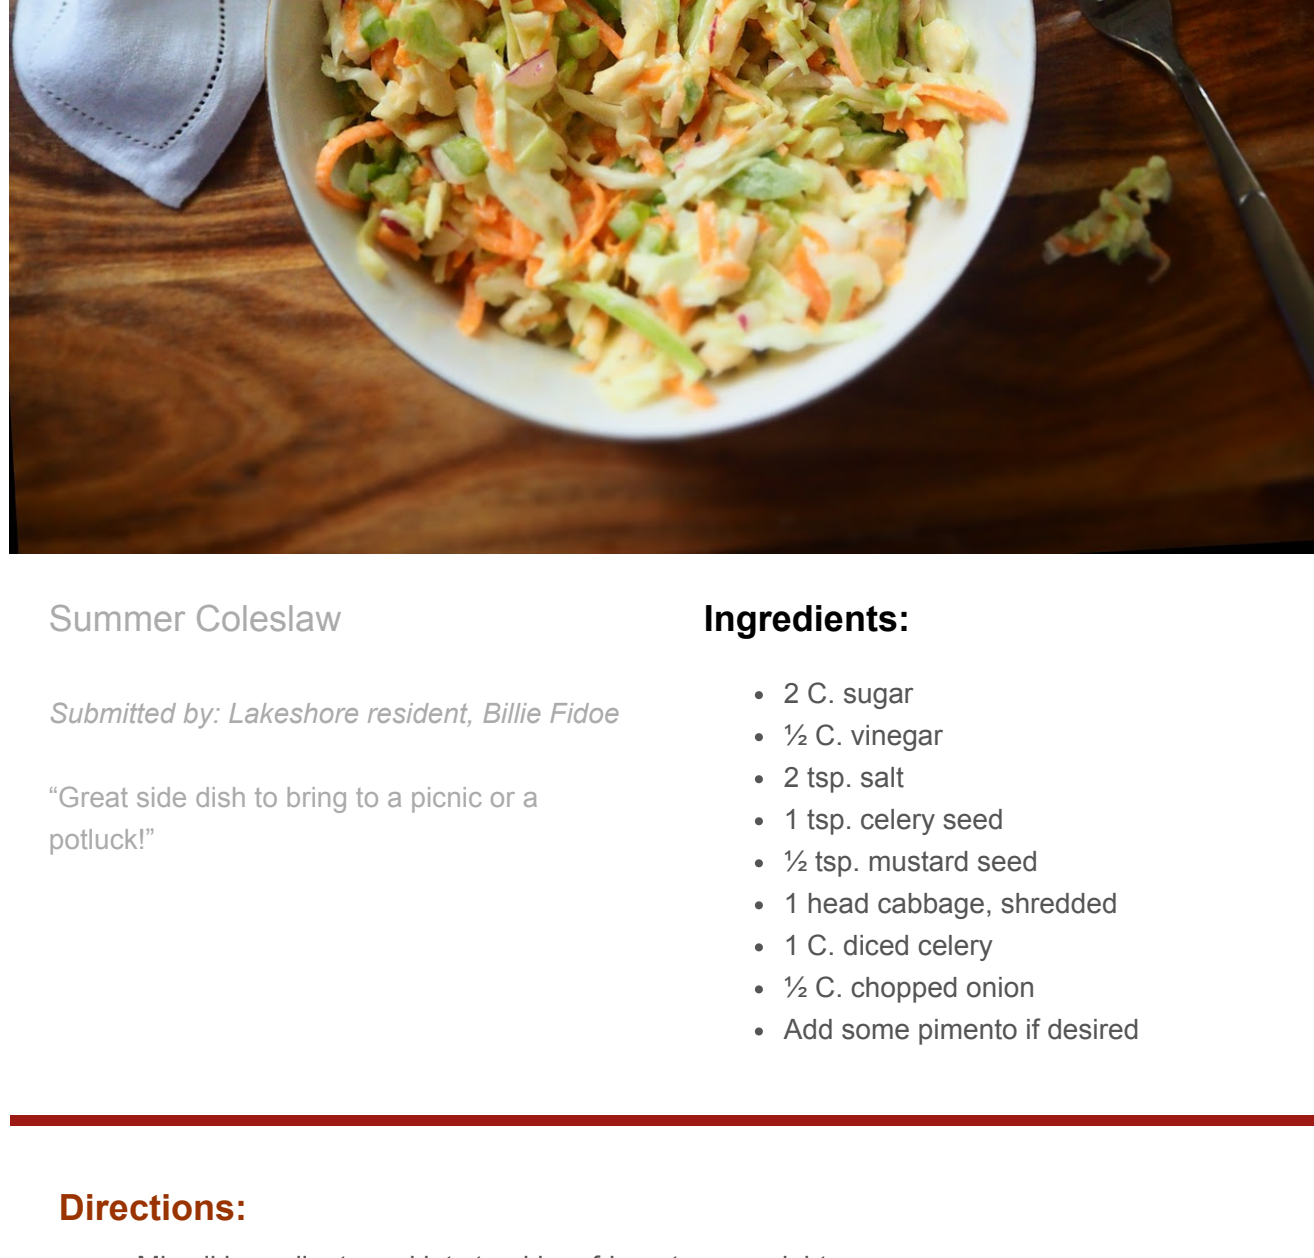 Summer Coleslaw
Submitted by: Lakeshore resident, Billie Fidoe
“Great side dish to bring to a picnic or a
potluck!”
Ingredients:
• 2 C. sugar
• ½ C. vinegar
• 2 tsp. salt
• 1 tsp. celery seed
• ½ tsp. mustard seed
• 1 head cabbage, shredded
• 1 C. diced celery
• ½ C. chopped onion
• Add some pimento if desired
Directions: